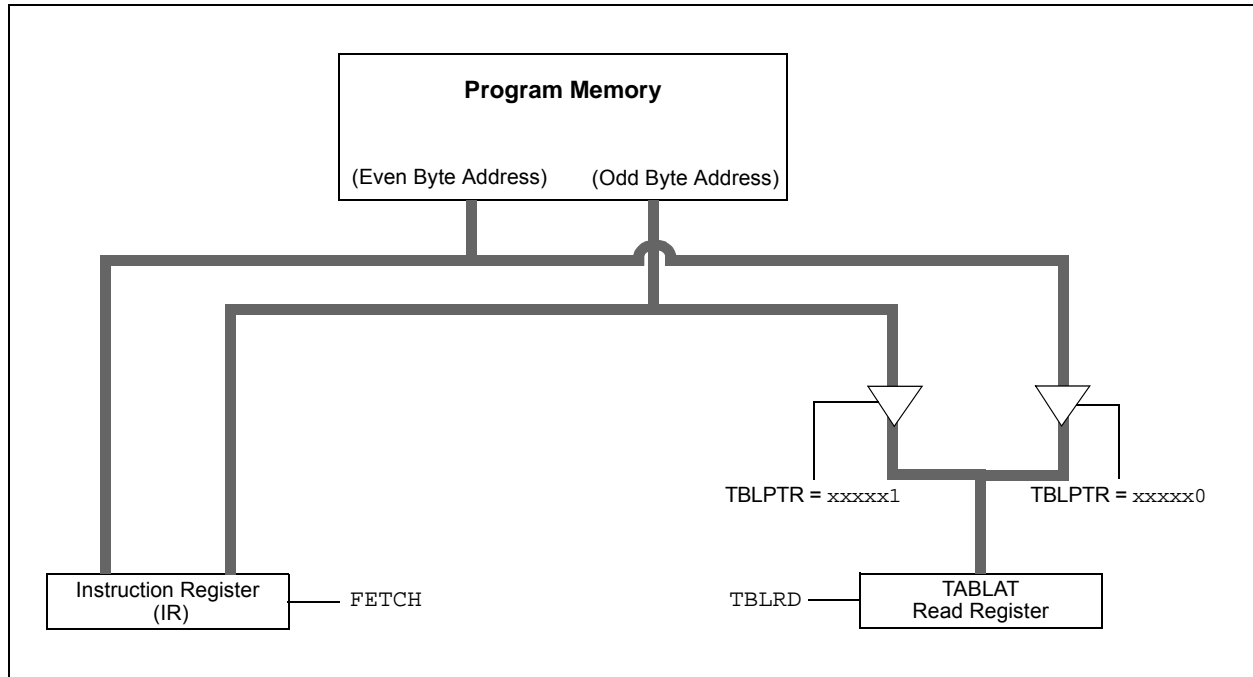 Program Memory
(Even Byte Address)
(Odd Byte Address)
TBLPTR = xxxxx1
TBLPTR = xxxxx0
Instruction Register
(IR)
FETCH
TBLRD
TABLAT
Read Register